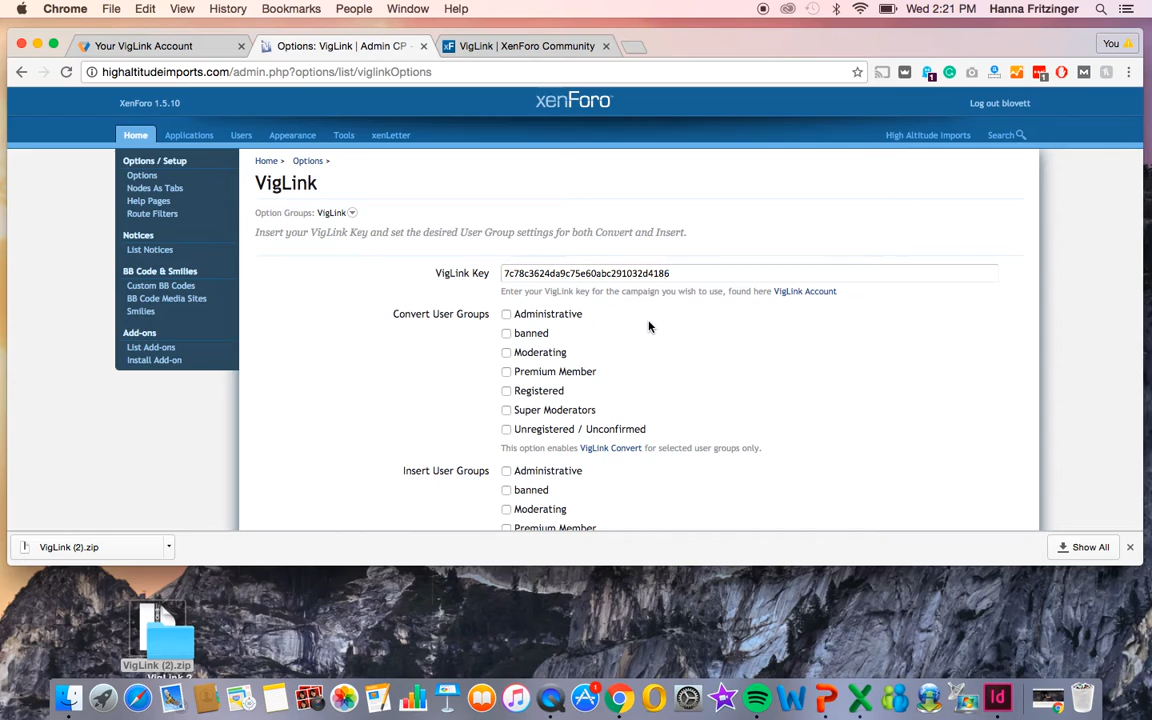 Chrome File Edit View History Bookmarks People Window Help Wed 2:21 PM Hanna Fritzinger
Your VigLink Account Options: VigLink | Admin CP - VigLink | XenForo Community You
highaltitudeimports.com/admin.php?options/list/viglinkOptions
XenForo 1.5.10 xenForo Log out blovett
Home Applications Users Appearance Tools xenLetter High Altitude Imports Search
Options / Setup
Options
Nodes As Tabs
Help Pages
Route Filters
Notices
List Notices
BB Code & Smilies
Custom BB Codes
BB Code Media Sites
Smilies
Add-ons
List Add-ons
Install Add-on
Home > Options >
VigLink
Option Groups: VigLink
Insert your VigLink Key and set the desired User Group settings for both Convert and Insert.
VigLink Key 7c78c3624da9c75e60abc291032d4186
Enter your VigLink key for the campaign you wish to use, found here VigLink Account
Convert User Groups Administrative
banned
Moderating
Premium Member
Registered
Super Moderators
Unregistered / Unconfirmed
This option enables VigLink Convert for selected user groups only.
Insert User Groups Administrative
banned
Moderating
Premium Member
VigLink (2).zip Show All
VigLink (2).zip
VigLink 2